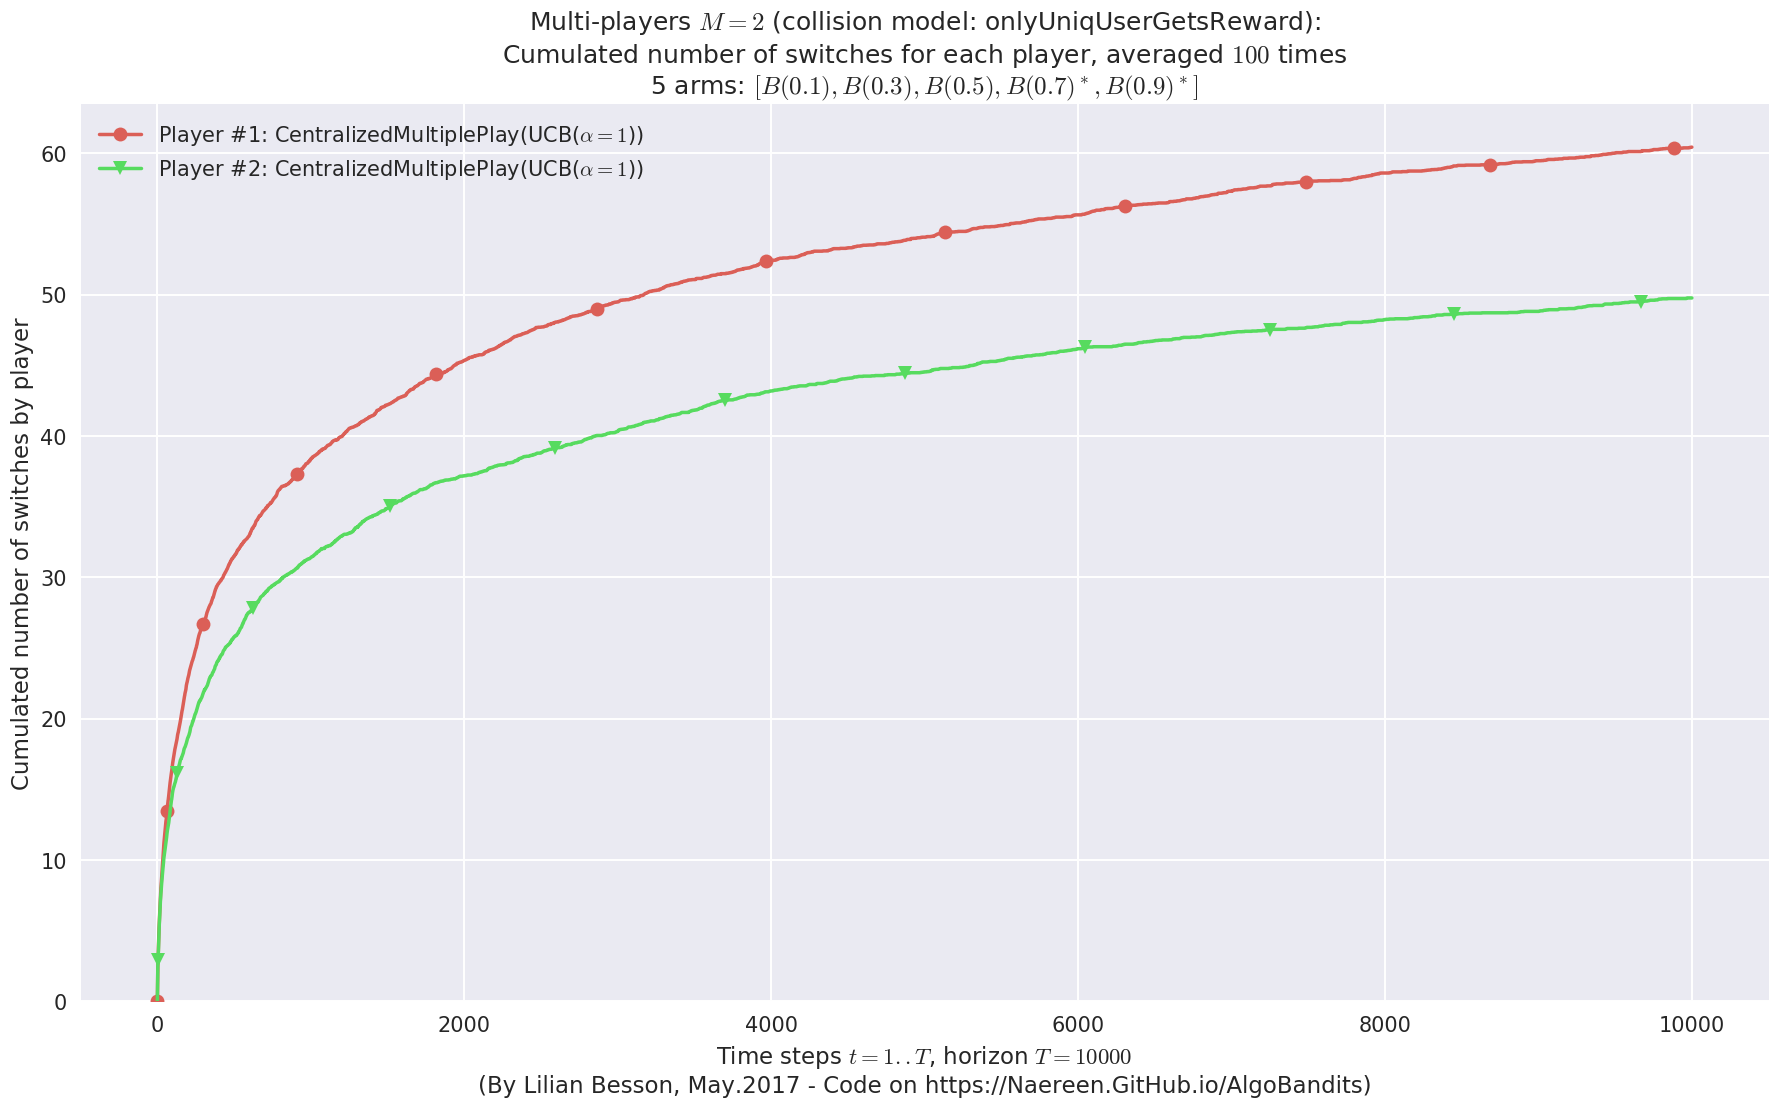 Multi-players M = 2 (collision model: onlyUniqUserGetsReward):
Cumulated number of switches for each player, averaged 100 times
5 arms: [B(0.1), B(0.3), B(0.5), B(0.7)*, B(0.9)*]
Player #1: CentralizedMultiplePlay(UCB(α = 1))
Player #2: CentralizedMultiplePlay(UCB(α = 1))
Cumulated number of switches by player
60
50
40
30
20
10
0
0 2000 4000 6000 8000 10000
Time steps t = 1..T, horizon T = 10000
(By Lilian Besson, May.2017 - Code on https://Naereen.GitHub.io/AlgoBandits)